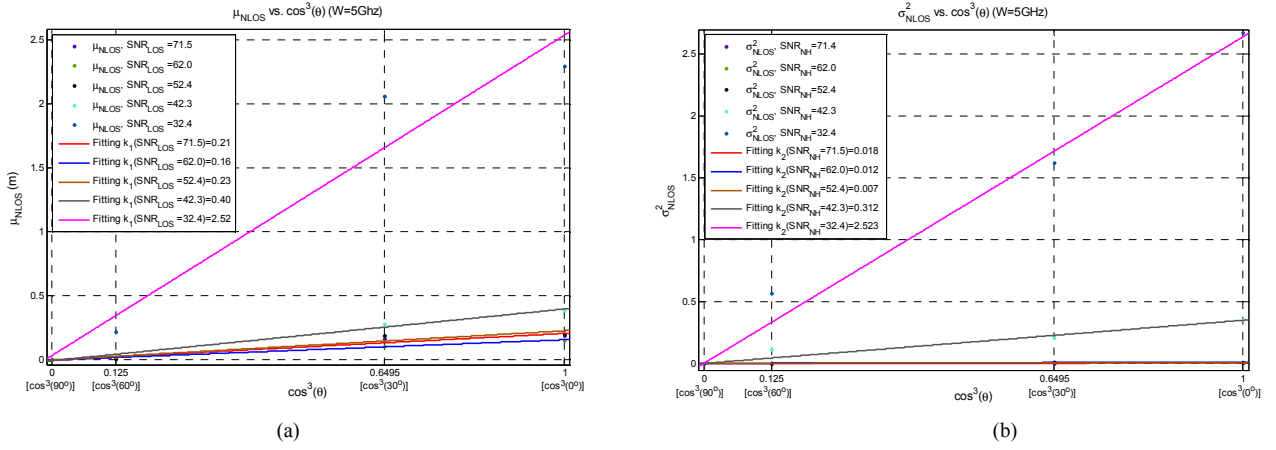 μNLOS vs. cos³(θ) (W=5Ghz)
2.5
2
1.5
1
0.5
0
μNLOS (m)
μNLOS, SNRLOS =71.5
μNLOS, SNRLOS =62.0
μNLOS, SNRLOS =52.4
μNLOS, SNRLOS =42.3
μNLOS, SNRLOS =32.4
Fitting k1(SNRLOS =71.5)=0.21
Fitting k1(SNRLOS =62.0)=0.16
Fitting k1(SNRLOS =52.4)=0.23
Fitting k1(SNRLOS =42.3)=0.40
Fitting k1(SNRLOS =32.4)=2.52
0 0.125 0.6495 1
[cos³(90º) [cos³(60º) [cos³(30º) [cos³(0º)
cos³(θ)
(a)
σ²NLOS vs. cos³(θ) (W=5GHz)
2.5
2
1.5
1
0.5
0
σ²NLOS
σ²NLOS, SNRNH =71.4
σ²NLOS, SNRNH =62.0
σ²NLOS, SNRNH =52.4
σ²NLOS, SNRNH =42.3
σ²NLOS, SNRNH =32.4
Fitting k2(SNRNH =71.5)=0.018
Fitting k2(SNRNH =62.0)=0.012
Fitting k2(SNRNH =52.4)=0.007
Fitting k2(SNRNH =42.3)=0.312
Fitting k2(SNRNH =32.4)=2.523
0 0.125 0.6495 1
[cos³(90º)] [cos³(60º)] [cos³(30º)] [cos³(0º)]
cos³(θ)
(b)